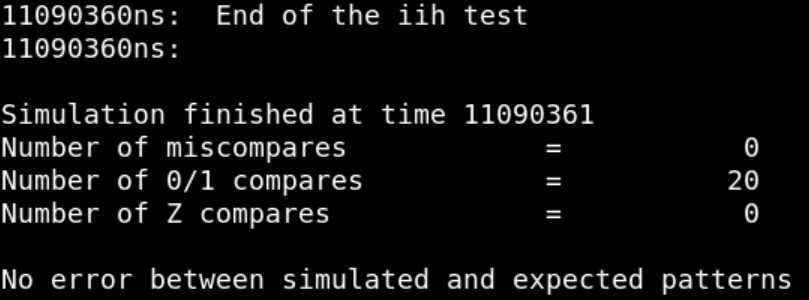 11090360ns:  End of the iih test
11090360ns:
Simulation finished at time 11090361
Number of miscompares            =           0
Number of 0/1 compares           =          20
Number of Z compares             =           0
No error between simulated and expected patterns